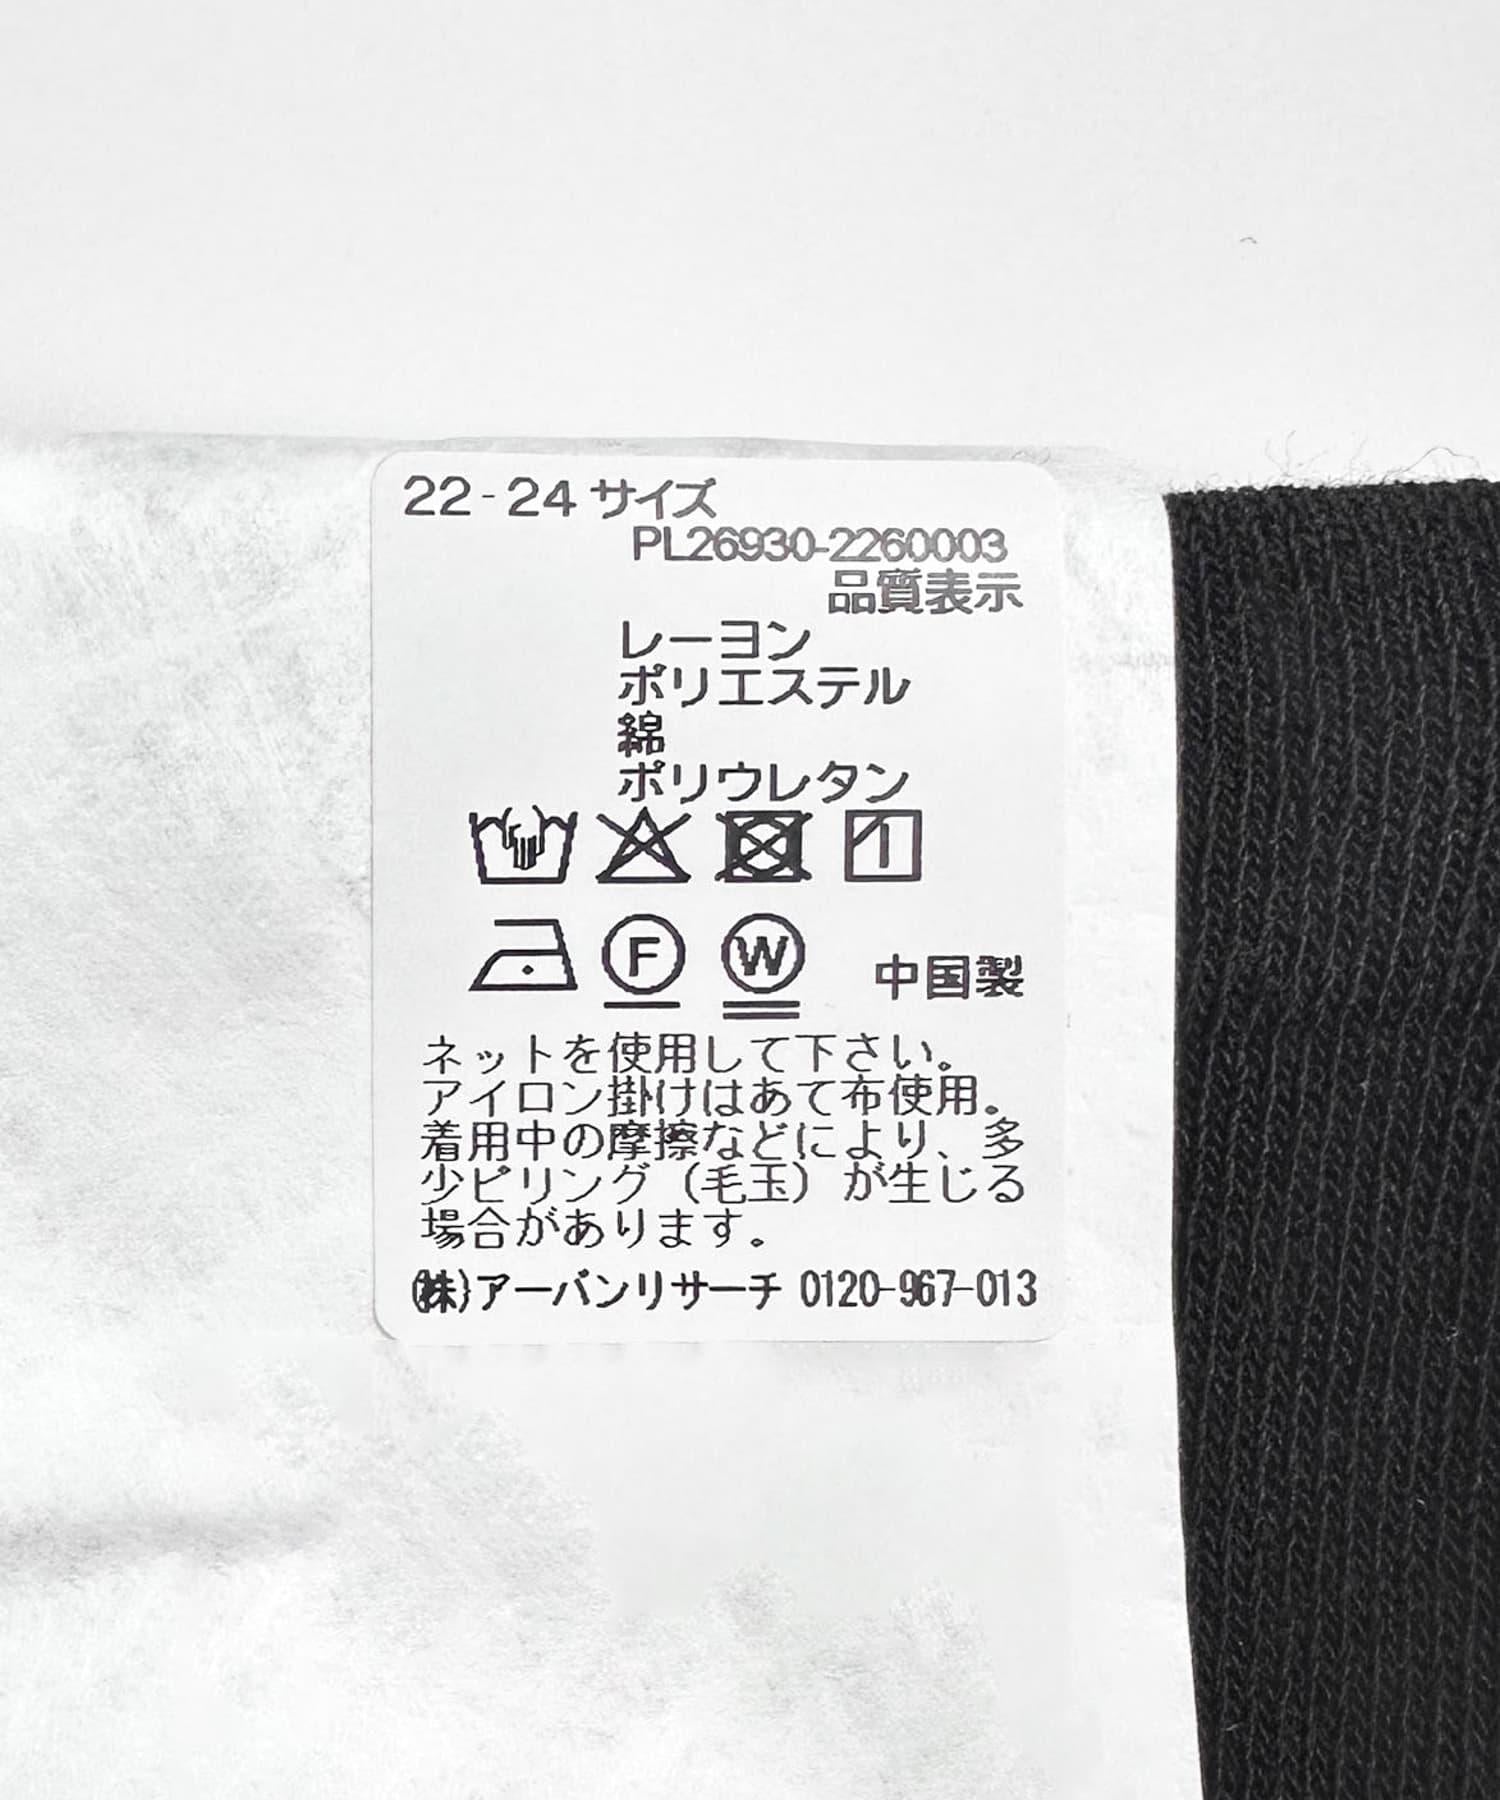 22-24 サイズ
PL26930-2260003
品質表示
レーヨン
ポリエステル
綿
ポリウレタン
F W 中国製
ネットを使用して下さい。
アイロン掛けはあて布使用。
着用中の摩擦などにより、多
少ピリング(毛玉)が生じる
場合があります。
(株)アーバンリサーチ 0120-967-013